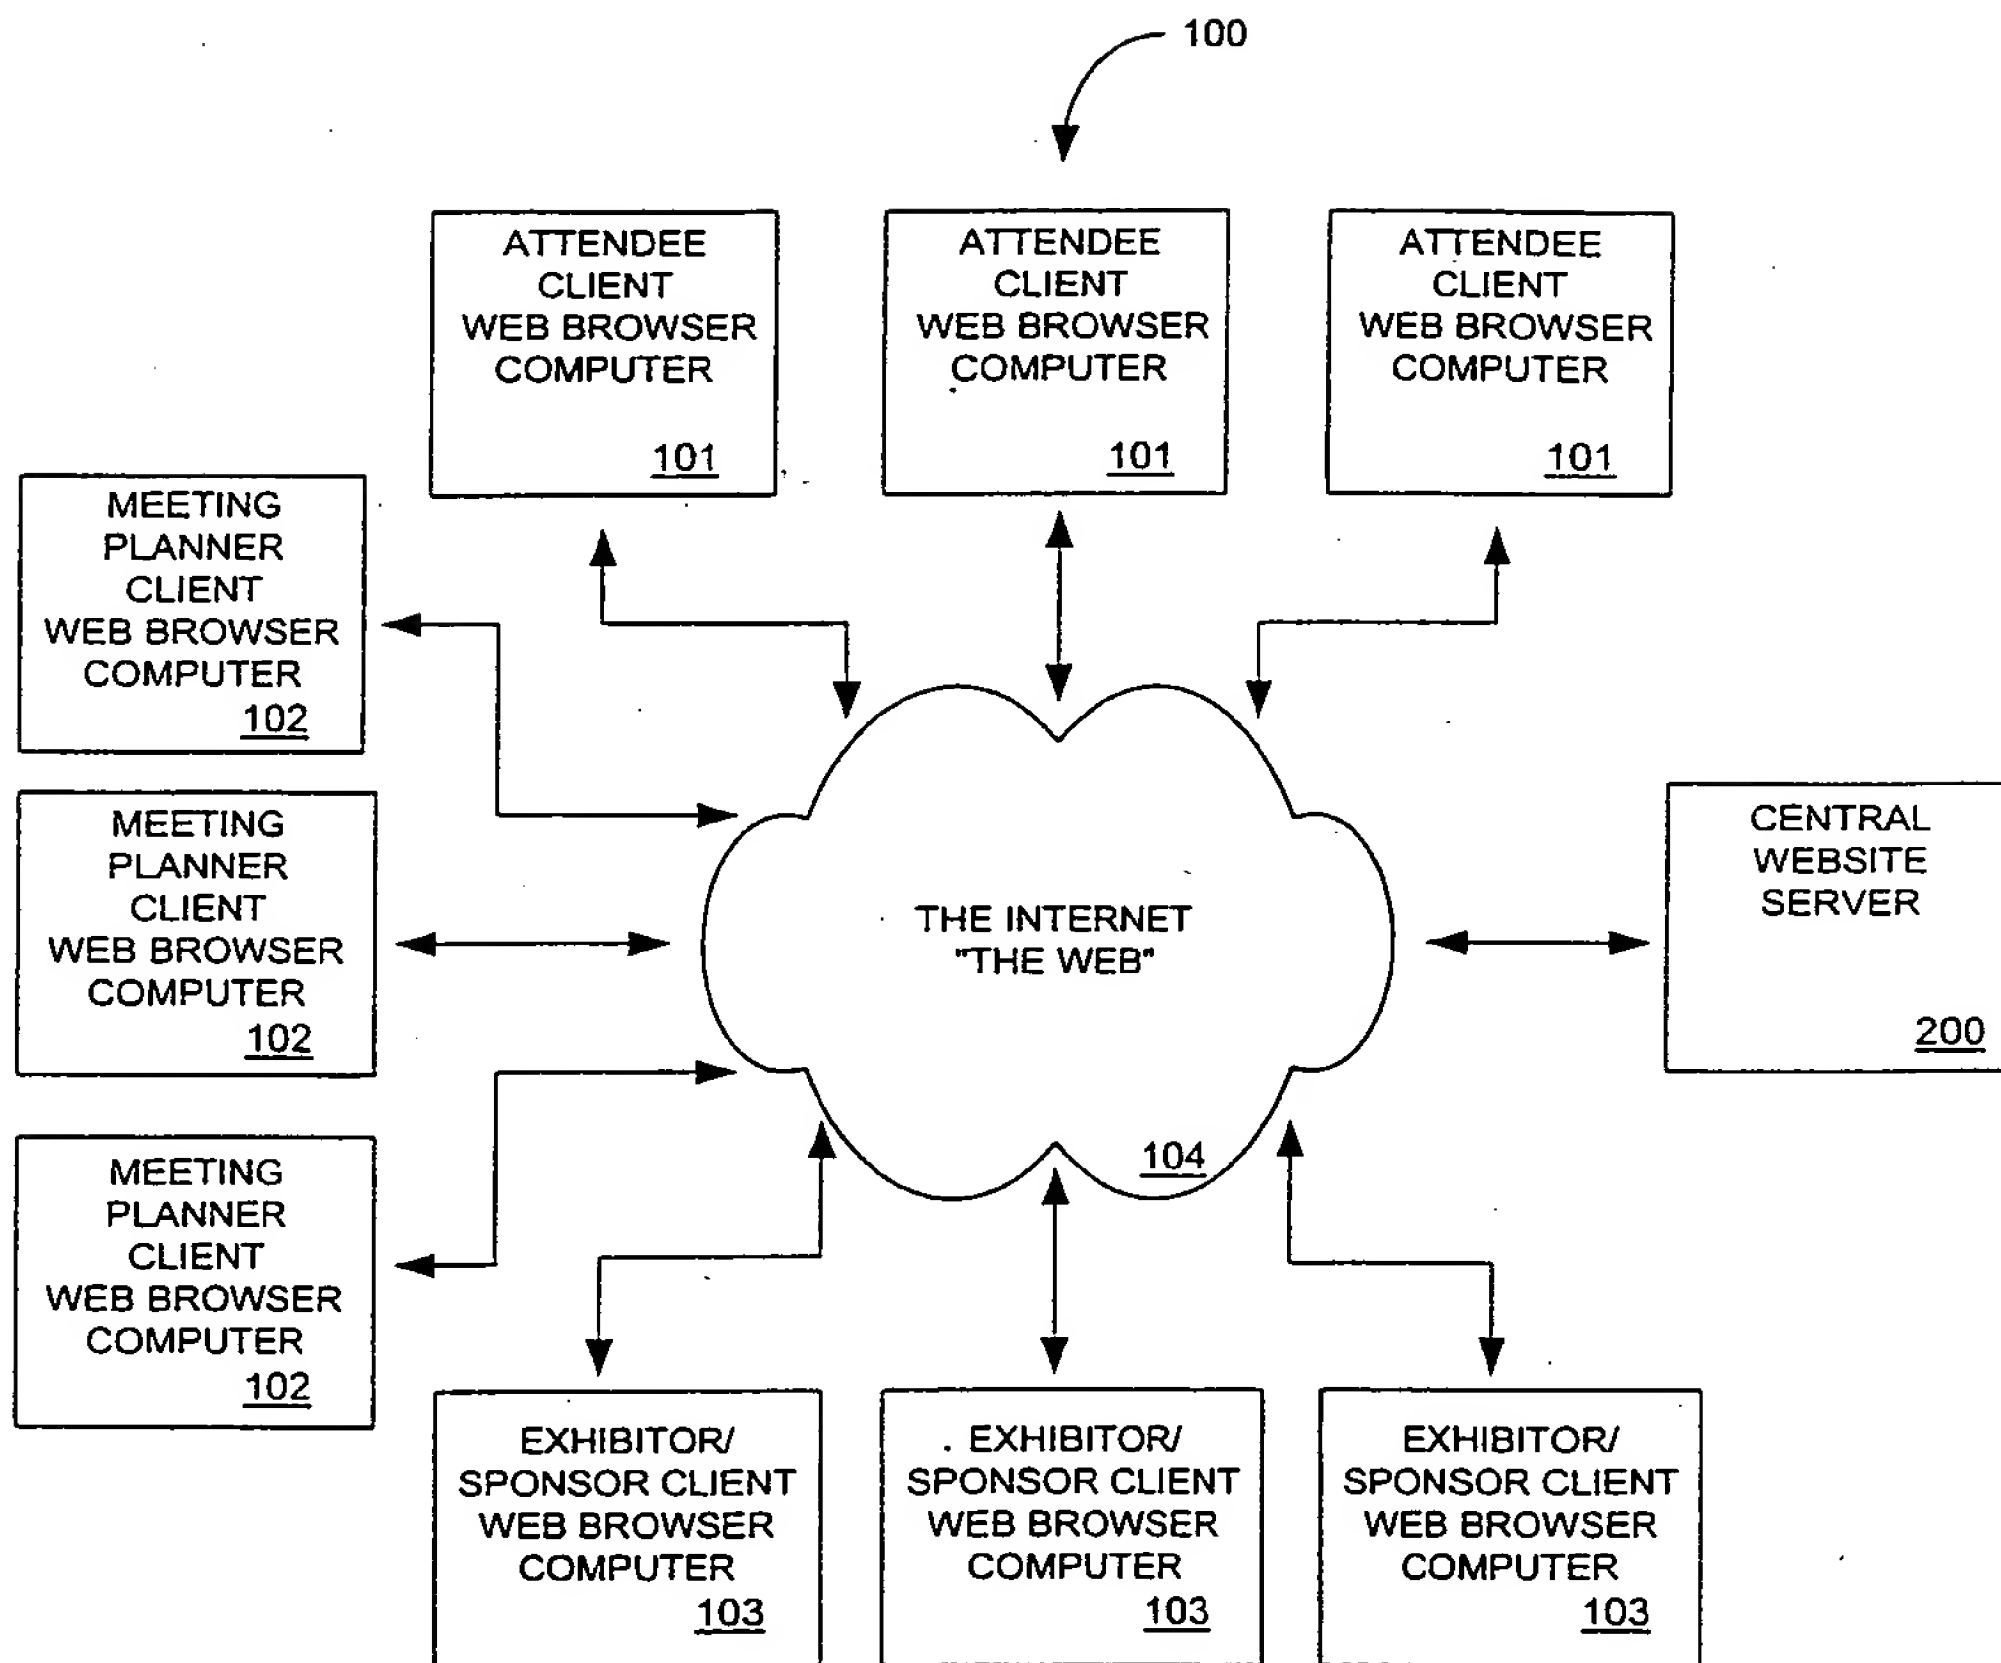 100
ATTENDEE
CLIENT
WEB BROWSER
COMPUTER
101
ATTENDEE
CLIENT
WEB BROWSER
COMPUTER
101
ATTENDEE
CLIENT
WEB BROWSER
COMPUTER
101
MEETING
PLANNER
CLIENT
WEB BROWSER
COMPUTER
102
MEETING
PLANNER
CLIENT
WEB BROWSER
COMPUTER
102
MEETING
PLANNER
CLIENT
WEB BROWSER
COMPUTER
102
THE INTERNET
"THE WEB"
104
CENTRAL
WEBSITE
SERVER
200
EXHIBITOR/
SPONSOR CLIENT
WEB BROWSER
COMPUTER
103
EXHIBITOR/
SPONSOR CLIENT
WEB BROWSER
COMPUTER
103
EXHIBITOR/
SPONSOR CLIENT
WEB BROWSER
COMPUTER
103